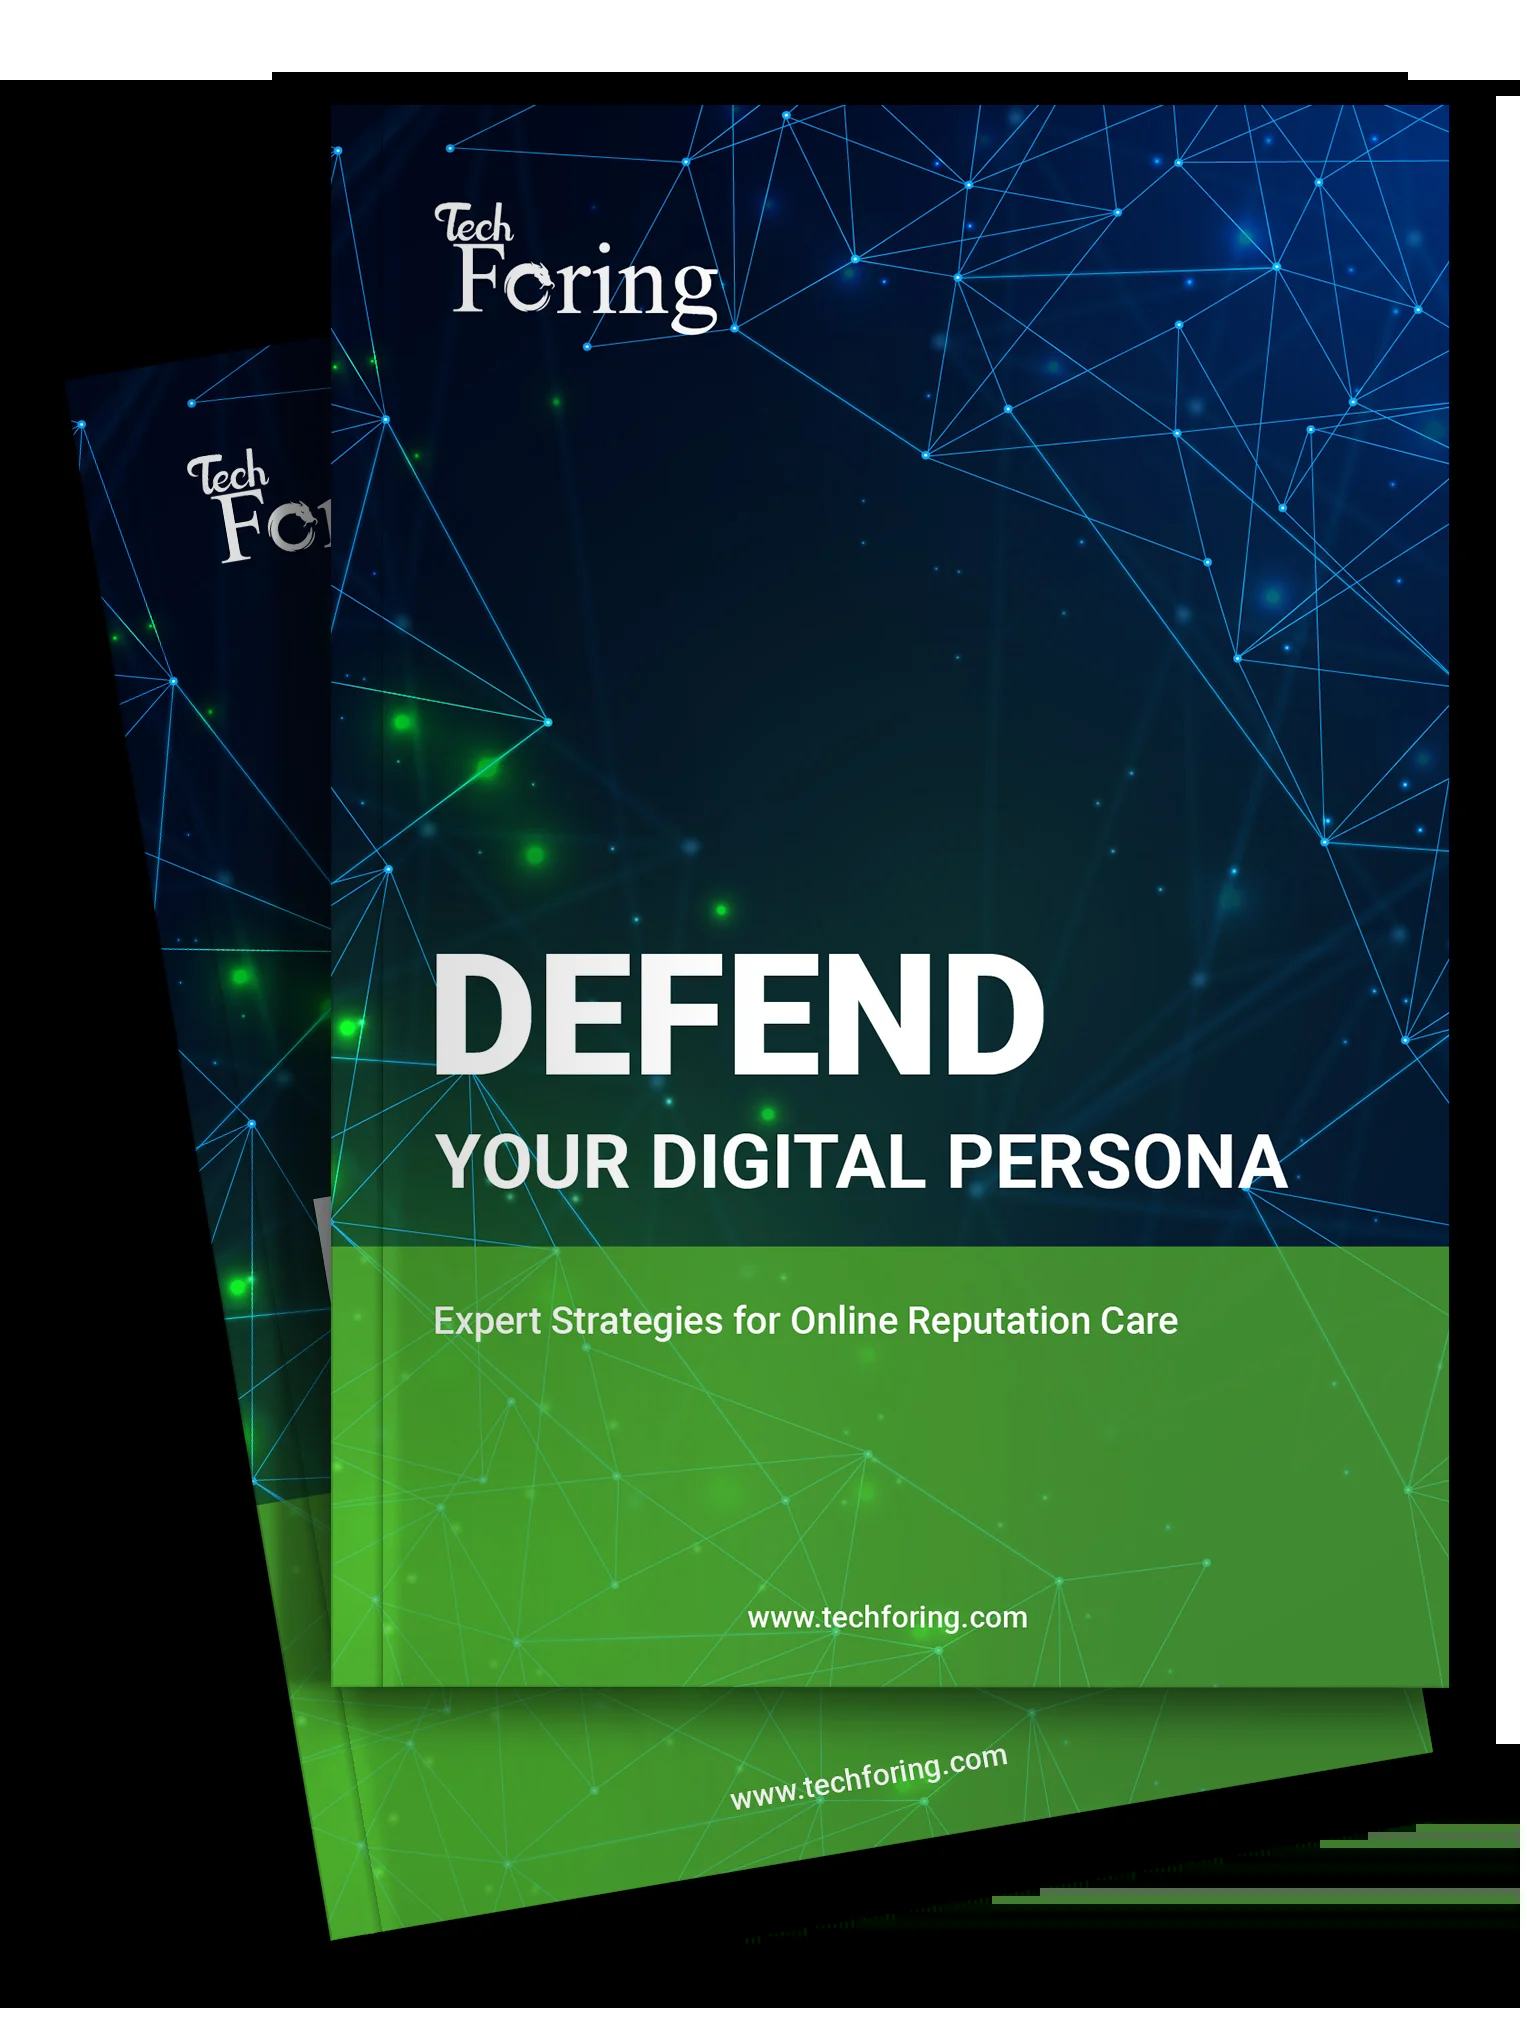 Tech
Foring
Tech
For
DEFEND
YOUR DIGITAL PERSONA
Expert Strategies for Online Reputation Care
www.techforing.com
www.techforing.com